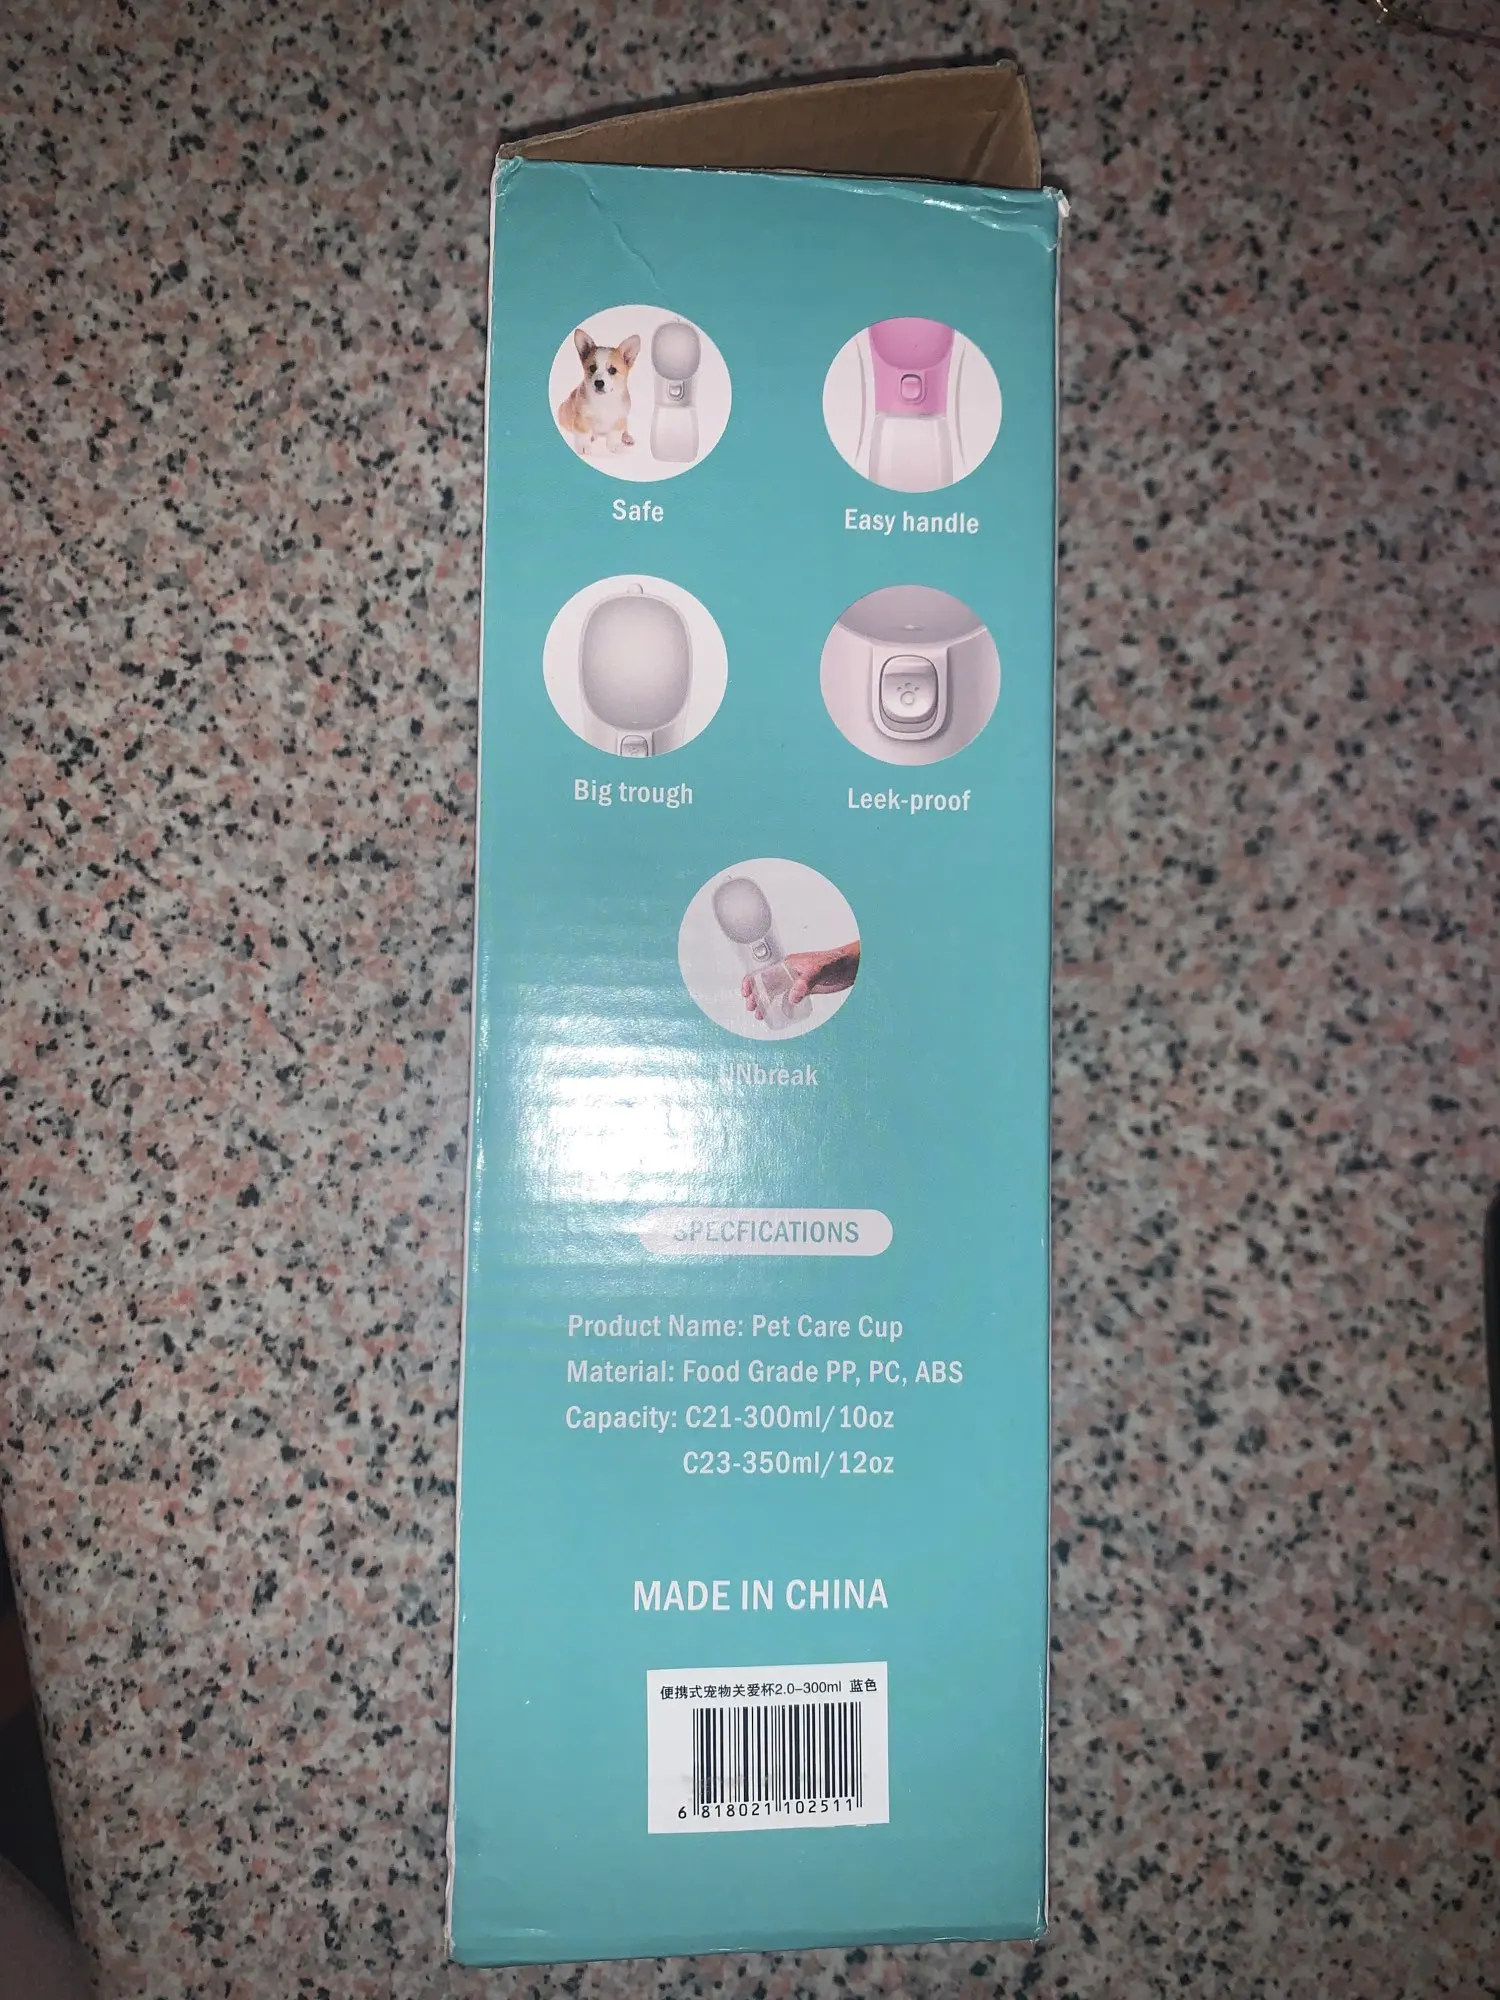 Safe
Easy handle
Big trough
Leek-proof
UNbreak
SPECFICATIONS
Product Name: Pet Care Cup
Material: Food Grade PP, PC, ABS
Capacity: C21-300ml/10oz
C23-350ml/12oz
MADE IN CHINA
便携式宠物关爱杯2.0-300ml 蓝色
6 818021 102511